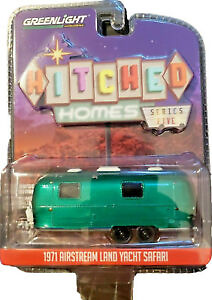 GREENLIGHT
HITCHED
HOMES
SERIES
FIVE
1971 AIRSTREAM LAND YACHT SAFARI